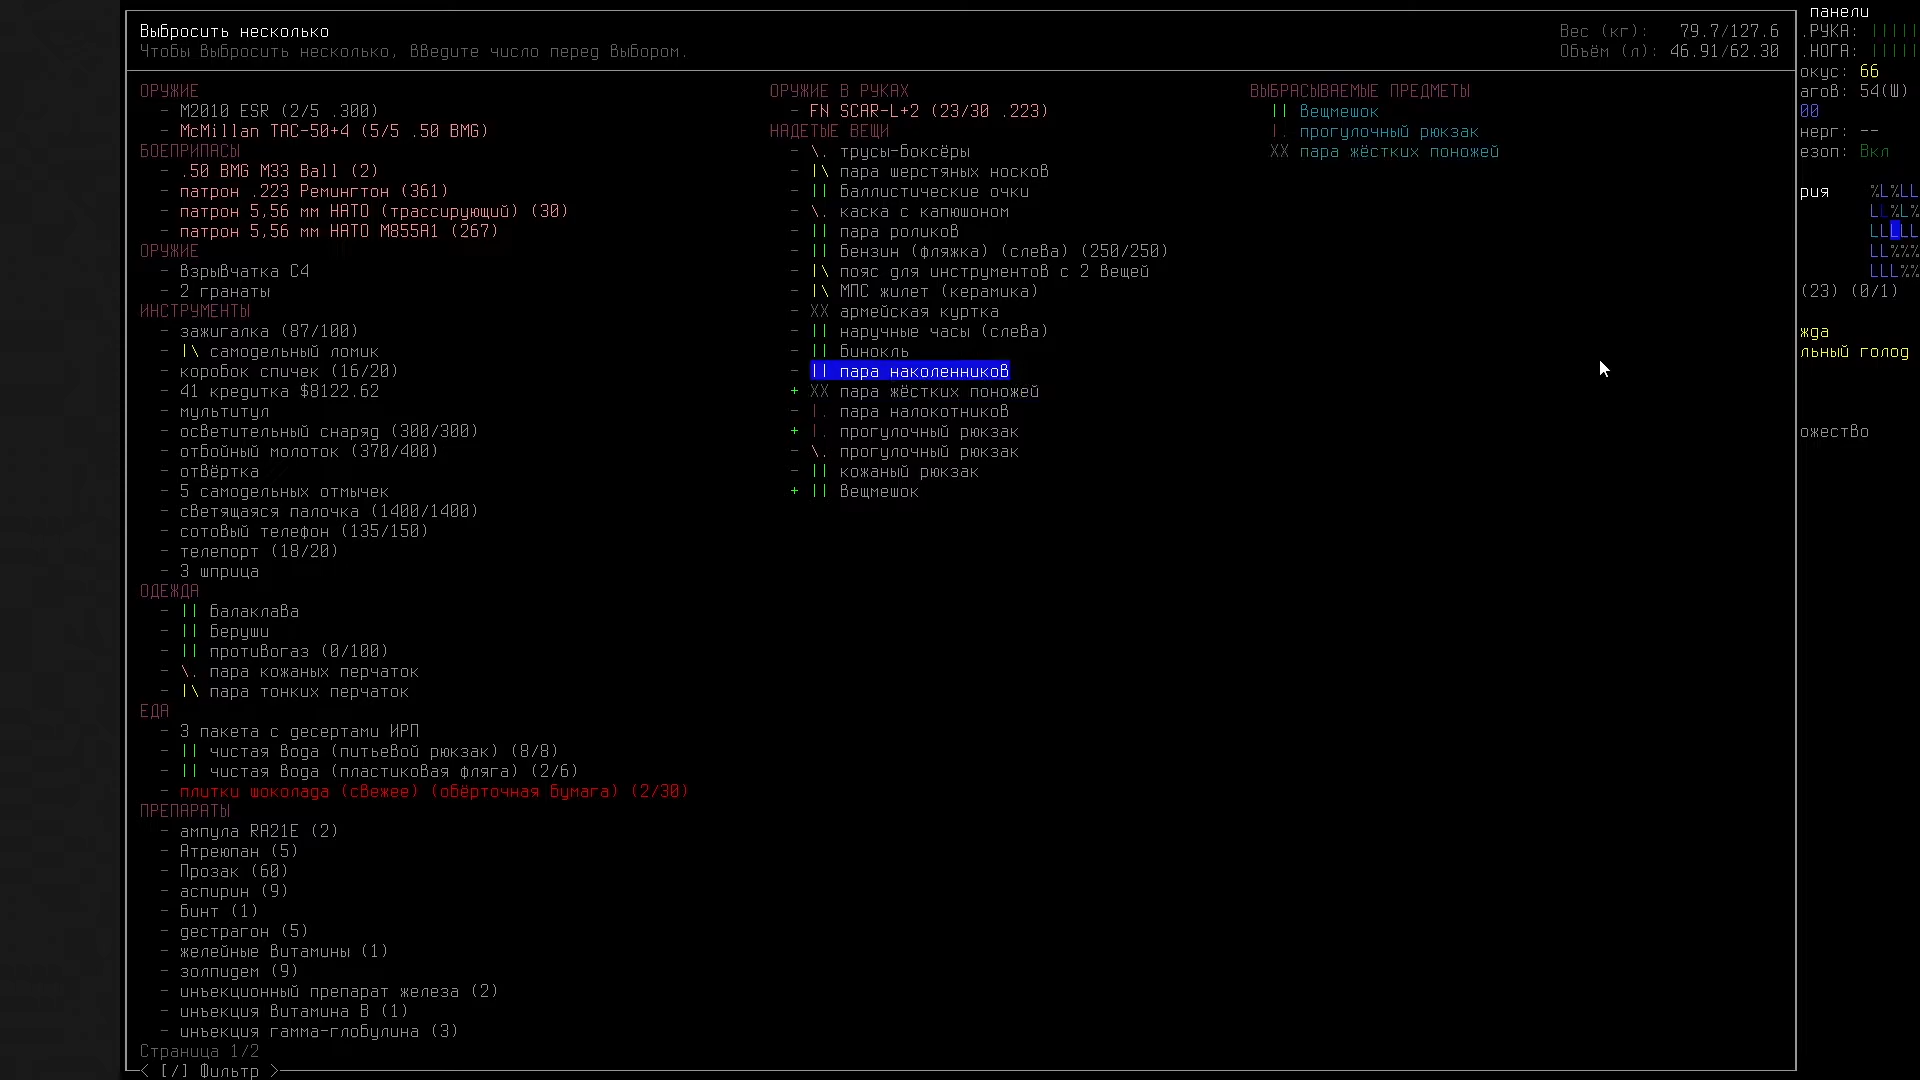 Выбросить несколько
Чтобы выбросить несколько, введите число перед выбором.
Вес (кг): 79.7/127.6
Объём (л): 46.91/62.30
ОРУЖИЕ
- M2010 ESR (2/5 .300)
- McMillan TAC-50+4 (5/5 .50 BMG)
БОЕПРИПАСЫ
- .50 BMG M33 Ball (2)
- патрон .223 Ремингтон (361)
- патрон 5,56 мм НАТО (трассирующий) (30)
- патрон 5,56 мм НАТО M855A1 (267)
ОРУЖИЕ
- взрывчатка C4
- 2 гранаты
ИНСТРУМЕНТЫ
- зажигалка (87/100)
- |\ самодельный ломик
- коробок спичек (16/20)
- 41 кредитка $8122.62
- мультитул
- осветительный снаряд (300/300)
- отбойный молоток (370/400)
- отвёртка
- 5 самодельных отмычек
- светящаяся палочка (1400/1400)
- сотовый телефон (135/150)
- телепорт (18/20)
- 3 шприца
ОДЕЖДА
- || балаклава
- || беруши
- || противогаз (0/100)
- \. пара кожаных перчаток
- |\ пара тонких перчаток
ЕДА
- 3 пакета с десертами ИРП
- || чистая вода (питьевой рюкзак) (8/8)
- || чистая вода (пластиковая фляга) (2/6)
- плитки шоколада (свежее) (обёрточная бумага) (2/30)
ПРЕПАРАТЫ
- ампула RA21E (2)
- Атреюпан (5)
- Прозак (60)
- аспирин (9)
- бинт (1)
- дестрагон (5)
- желейные витамины (1)
- золпидем (9)
- инъекционный препарат железа (2)
- инъекция витамина B (1)
- инъекция гамма-глобулина (3)
Страница 1/2
< [/] Фильтр >
ОРУЖИЕ В РУКАХ
- FN SCAR-L+2 (23/30 .223)
НАДЕТЫЕ ВЕЩИ
- \. трусы-боксёры
- |\ пара шерстяных носков
- || баллистические очки
- \. каска с капюшоном
- || пара роликов
- || бензин (фляжка) (слева) (250/250)
- |\ пояс для инструментов с 2 вещей
- |\ МПС жилет (керамика)
- XX армейская куртка
- || наручные часы (слева)
- || бинокль
- || пара наколенников
+ XX пара жёстких поножей
- |. пара налокотников
+ |. прогулочный рюкзак
- \. прогулочный рюкзак
- || кожаный рюкзак
+ || вещмешок
ВЫБРАСЫВАЕМЫЕ ПРЕДМЕТЫ
|| вещмешок
|. прогулочный рюкзак
XX пара жёстких поножей
панели
.РУКА: |||||
.НОГА: |||||
окус: 66
агов: 54(Ш)
00
нерг: --
езоп: Вкл
рия %L%LL
LL%L%
LLLLL
LL%%%
LLL%%
(23) (0/1)
жда
льный голод
ожество